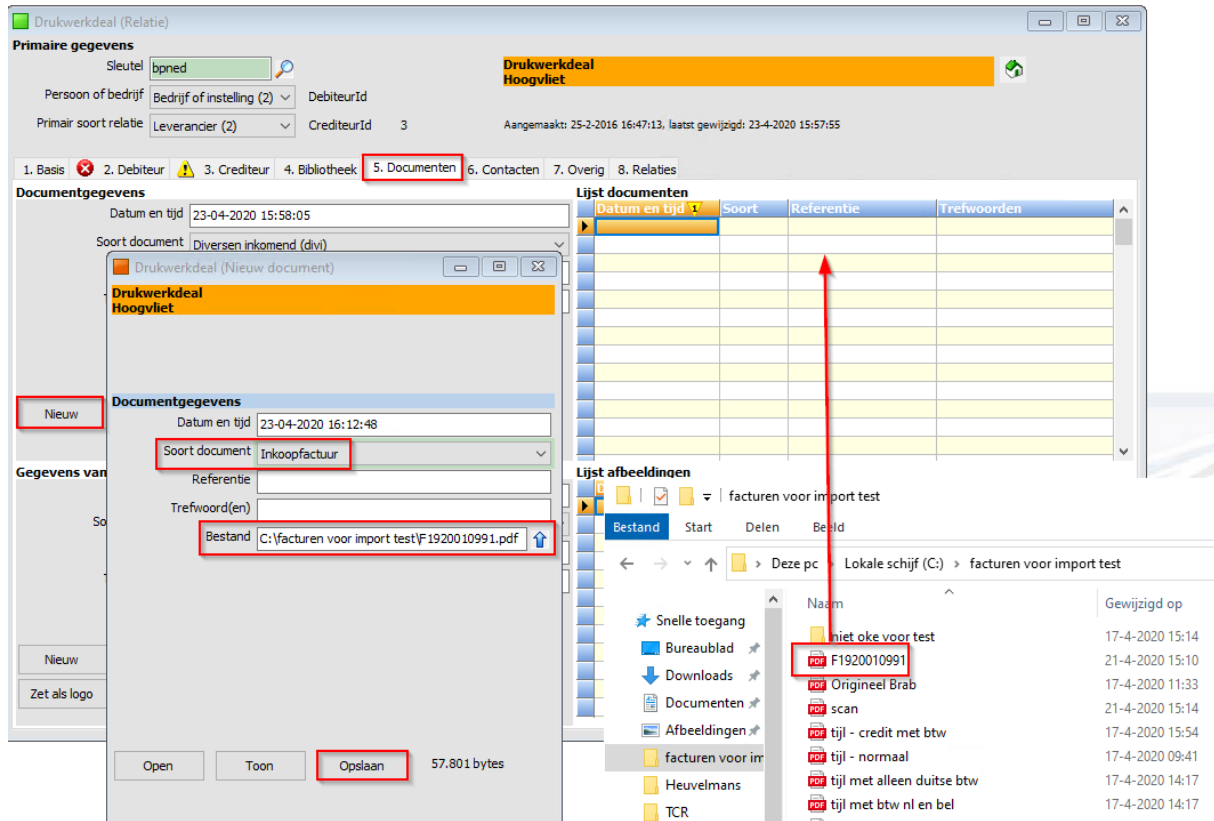 Drukwerkdeal (Relatie)
Primaire gegevens
Sleutel bpned
Drukwerkdeal
Hoogvliet
Persoon of bedrijf Bedrijf of instelling (2) DebiteurId
Primair soort relatie Leverancier (2) CrediteurId 3
Aangemaakt: 25-2-2016 16:47:13, laatst gewijzigd: 23-4-2020 15:57:55
1. Basis 2. Debiteur 3. Crediteur 4. Bibliotheek 5. Documenten 6. Contacten 7. Overig 8. Relaties
Documentgegevens
Datum en tijd 23-04-2020 15:58:05
Soort document Diversen inkomend (divi)
Lijst documenten
Datum en tijd 1 Soort Referentie Trefwoorden
Nieuw
Gegevens van
So
Nieuw
Zet als logo
Drukwerkdeal (Nieuw document)
Drukwerkdeal
Hoogvliet
Documentgegevens
Datum en tijd 23-04-2020 16:12:48
Soort document Inkoopfactuur
Referentie
Trefwoord(en)
Bestand C:\facturen voor import test\F1920010991.pdf
Open Toon Opslaan 57.801 bytes
Lijst afbeeldingen
facturen voor import test
Bestand Start Delen Beeld
Deze pc Lokale schijf (C:) facturen voor import test
Snelle toegang
Bureaublad
Downloads
Documenten
Afbeeldingen
facturen voor im
Heuvelmans
TCR
Naam Gewijzigd op
niet oke voor test 17-4-2020 15:14
PDF F1920010991 21-4-2020 15:10
PDF Origineel Brab 17-4-2020 11:33
PDF scan 21-4-2020 15:14
PDF tijl - credit met btw 17-4-2020 15:54
PDF tijl - normaal 17-4-2020 09:41
PDF tijl met alleen duitse btw 17-4-2020 14:17
PDF tijl met btw nl en bel 17-4-2020 14:17